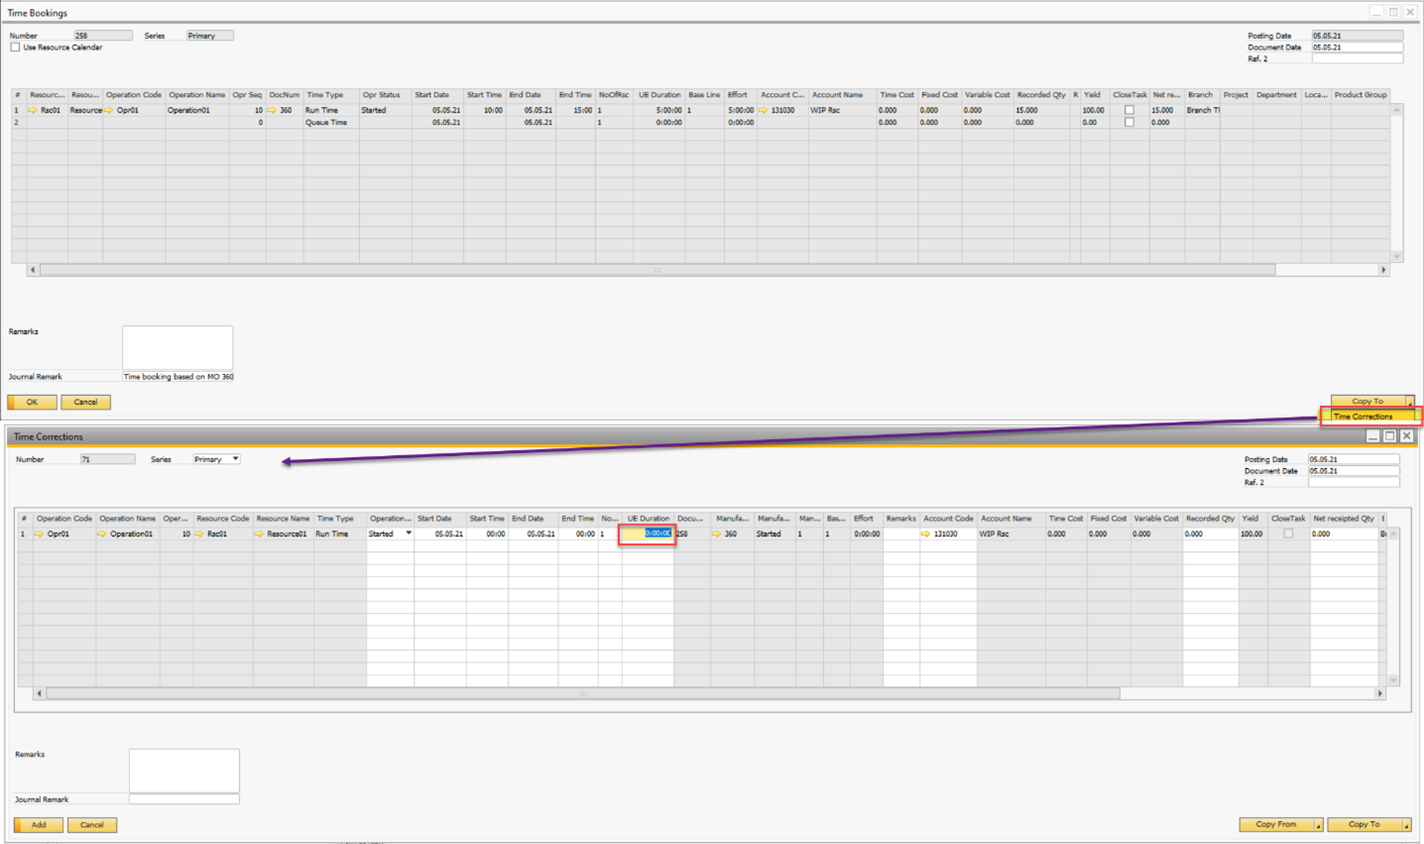 Time Bookings
Number 258 Series Primary Posting Date 05.05.21
Use Resource Calendar Document Date 05.05.21
Ref. 2
# Resourc... Resou... Operation Code Operation Name Opr Seq DocNum Time Type Opr Status Start Date Start Time End Date End Time NoOfRsc UE Duration Base Line Effort Account C... Account Name Time Cost Fixed Cost Variable Cost Recorded Qty R Yield CloseTask Net re... Branch Project Department Loca... Product Group
1 Rsc01 Resource Opr01 Operation01 10 360 Run Time Started 05.05.21 10:00 05.05.21 15:00 1 5:00:00 1 5:00:00 131030 WIP Rsc 0.000 0.000 0.000 15.000 100.00 15.000 Branch Tl
2 0 Queue Time 05.05.21 05.05.21 1 0:00:00 0:00:00 0.000 0.000 0.000 0.000 0.00 0.000
Remarks
Journal Remark Time booking based on MO 360
OK Cancel Copy To
Time Corrections
Time Corrections
Number 71 Series Primary Posting Date 05.05.21
Document Date 05.05.21
Ref. 2
# Operation Code Operation Name Oper... Resource Code Resource Name Time Type Operation... Start Date Start Time End Date End Time No... UE Duration Docu... Manufa... Manufa... Man... Bas... Effort Remarks Account Code Account Name Time Cost Fixed Cost Variable Cost Recorded Qty Yield CloseTask Net receipted Qty
1 Opr01 Operation01 10 Rsc01 Resource01 Run Time Started 05.05.21 00:00 05.05.21 00:00 1 0:00:00 258 360 Started 1 1 0:00:00 131030 WIP Rsc 0.000 0.000 0.000 0.000 100.00 0.000
Remarks
Journal Remark
Add Cancel Copy From Copy To